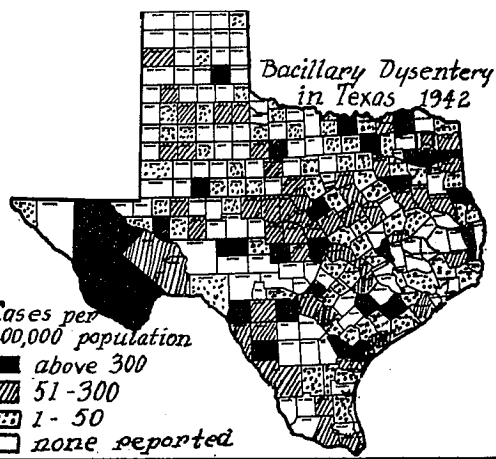 Bacillary Dysentery
in Texas 1942
Cases per
00,000 population
above 300
51-300
1-50
none reported